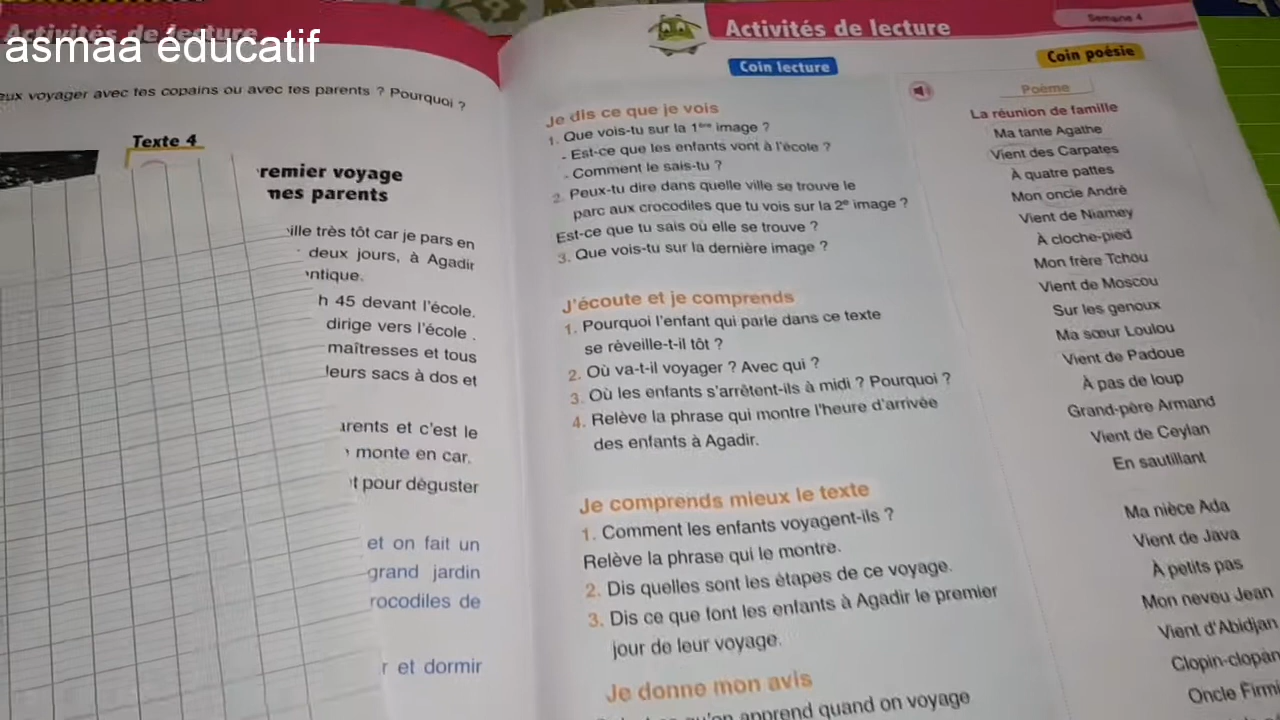 Activités de lecture
asmaa éducatif
eux voyager avec tes copains ou avec tes parents ? Pourquoi ?
Texte 4
remier voyage
mes parents
ille très tôt car je pars en
deux jours, à Agadir
ntique.
h 45 devant l'école.
dirige vers l'école .
maîtresses et tous
leurs sacs à dos et
arents et c'est le
monte en car.
t pour déguster
et on fait un
grand jardin
rocodiles de
r et dormir
Activités de lecture
Semaine 4
Coin lecture
Je dis ce que je vois
1. Que vois-tu sur la 1ère image ?
- Est-ce que les enfants vont à l'école ?
- Comment le sais-tu ?
2. Peux-tu dire dans quelle ville se trouve le
parc aux crocodiles que tu vois sur la 2e image ?
Est-ce que tu sais où elle se trouve ?
3. Que vois-tu sur la dernière image ?
J'écoute et je comprends
1. Pourquoi l'enfant qui parle dans ce texte
se réveille-t-il tôt ?
2. Où va-t-il voyager ? Avec qui ?
3. Où les enfants s'arrêtent-ils à midi ? Pourquoi ?
4. Relève la phrase qui montre l'heure d'arrivée
des enfants à Agadir.
Je comprends mieux le texte
1. Comment les enfants voyagent-ils ?
Relève la phrase qui le montre.
2. Dis quelles sont les étapes de ce voyage.
3. Dis ce que font les enfants à Agadir le premier
jour de leur voyage.
Je donne mon avis
qu'on apprend quand on voyage
Coin poésie
Poème
La réunion de famille
Ma tante Agathe
Vient des Carpates
À quatre pattes
Mon oncle André
Vient de Niamey
À cloche-pied
Mon frère Tchou
Vient de Moscou
Sur les genoux
Ma sœur Loulou
Vient de Padoue
À pas de loup
Grand-père Armand
Vient de Ceylan
En sautillant
Ma nièce Ada
Vient de Java
À petits pas
Mon neveu Jean
Vient d'Abidjan
Clopin-clopan
Oncle Firmi